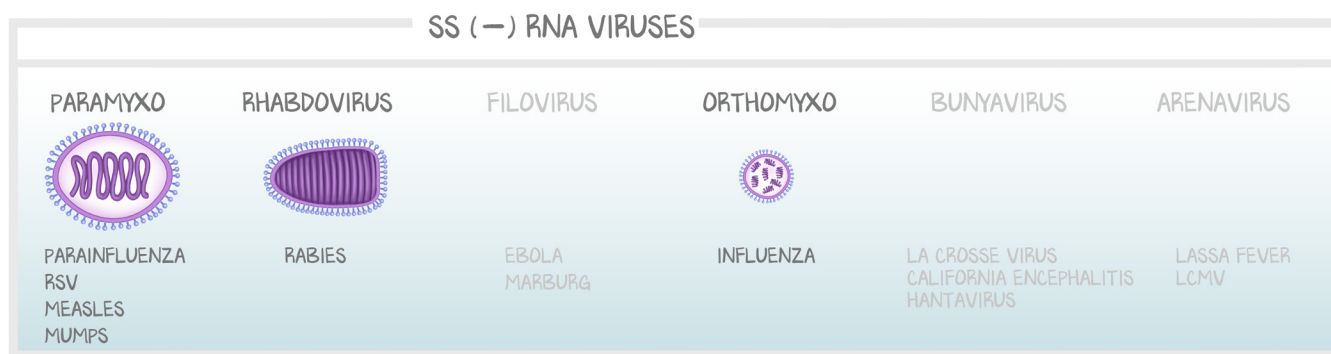 SS (-) RNA VIRUSES
PARAMYXO RHABDOVIRUS FILOVIRUS ORTHOMYXO BUNYAVIRUS ARENAVIRUS
PARAINFLUENZA RABIES EBOLA INFLUENZA LA CROSSE VIRUS LASSA FEVER
RSV MARBURG CALIFORNIA ENCEPHALITIS LCMV
MEASLES HANTAVIRUS
MUMPS